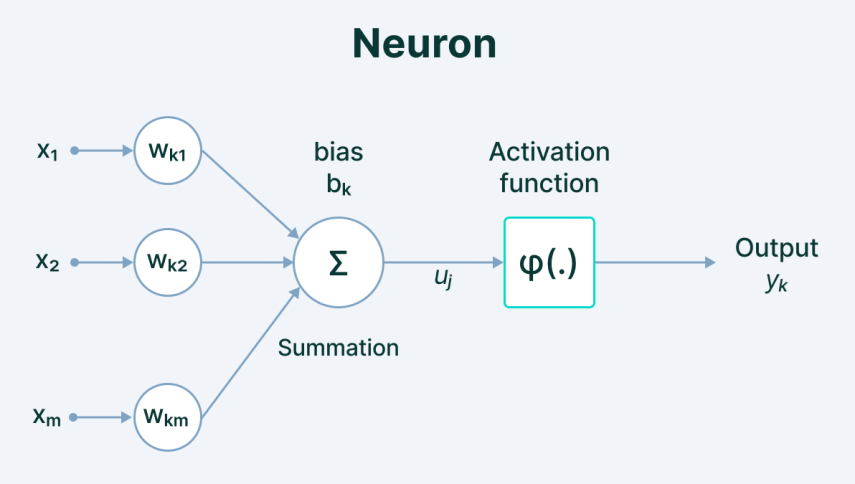 Neuron
x₁
wₖ₁
bias
bₖ
Activation
function
x₂
wₖ₂
Σ
uⱼ
φ(.)
Output
yₖ
Summation
xₘ
wₖₘ